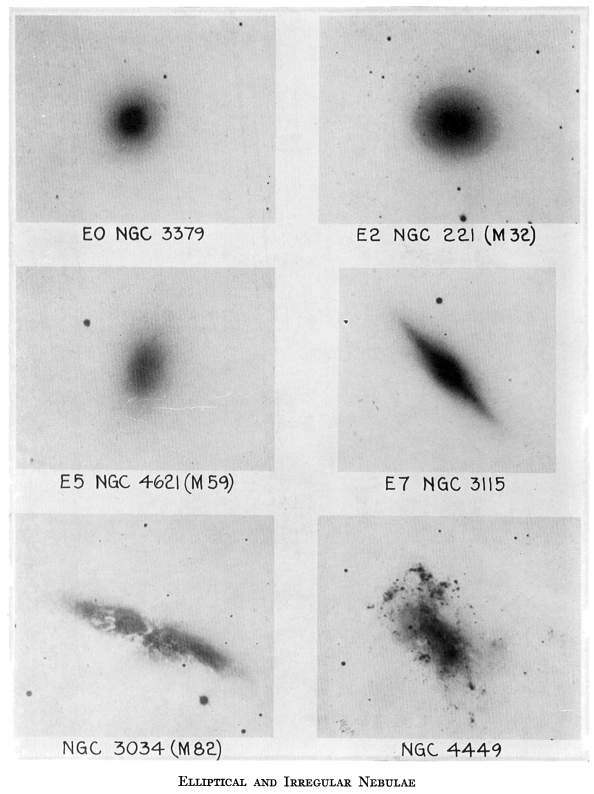 E0 NGC 3379
E2 NGC 221 (M32)
E5 NGC 4621 (M59)
E7 NGC 3115
NGC 3034 (M82)
NGC 4449
ELLIPTICAL AND IRREGULAR NEBULAE